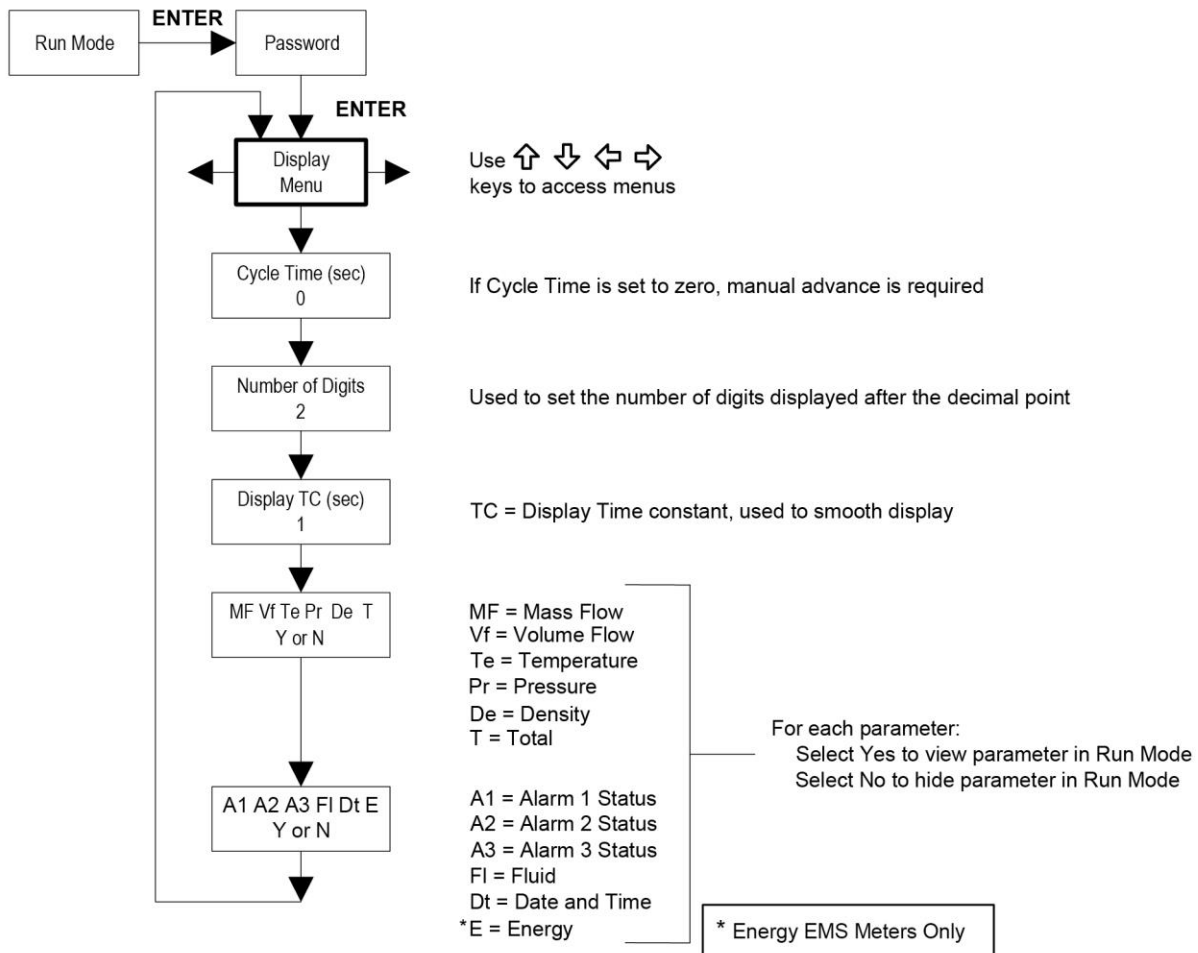 ENTER
Run Mode
Password
ENTER
Display
Menu
Use ⇧ ⇩ ⇦ ⇨
keys to access menus
Cycle Time (sec)
0
If Cycle Time is set to zero, manual advance is required
Number of Digits
2
Used to set the number of digits displayed after the decimal point
Display TC (sec)
1
TC = Display Time constant, used to smooth display
MF Vf Te Pr De T
Y or N
MF = Mass Flow
Vf = Volume Flow
Te = Temperature
Pr = Pressure
De = Density
T = Total
For each parameter:
Select Yes to view parameter in Run Mode
Select No to hide parameter in Run Mode
A1 A2 A3 Fl Dt E
Y or N
A1 = Alarm 1 Status
A2 = Alarm 2 Status
A3 = Alarm 3 Status
Fl = Fluid
Dt = Date and Time
*E = Energy
* Energy EMS Meters Only